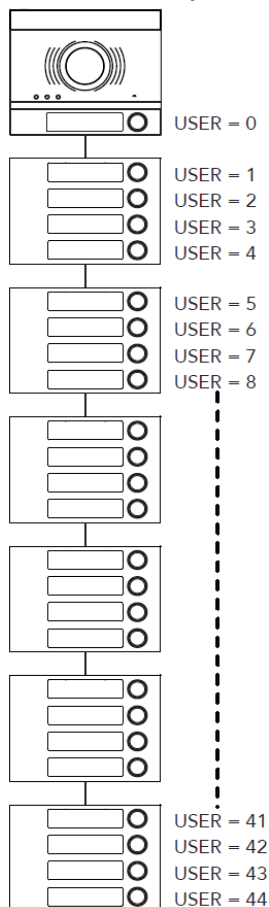 USER = 0
USER = 1
USER = 2
USER = 3
USER = 4
USER = 5
USER = 6
USER = 7
USER = 8
USER = 41
USER = 42
USER = 43
USER = 44